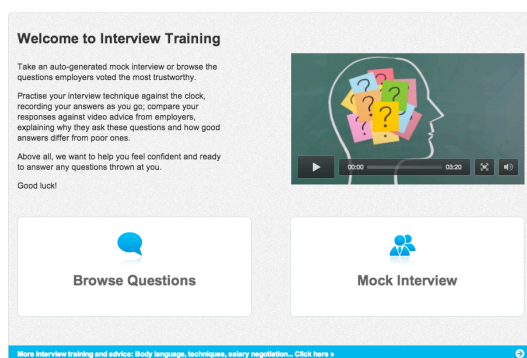 Welcome to Interview Training
Take an auto-generated mock interview or browse the
questions employers voted the most trustworthy.
Practise your interview technique against the clock,
recording your answers as you go; compare your
responses against video advice from employers,
explaining why they ask these questions and how good
answers differ from poor ones.
Above all, we want to help you feel confident and ready
to answer any questions thrown at you.
Good luck!
? ? ? ? ? ?
00:00 03:20
Browse Questions
Mock Interview
More interview training and advice: Body language, techniques, salary negotiation... Click here »